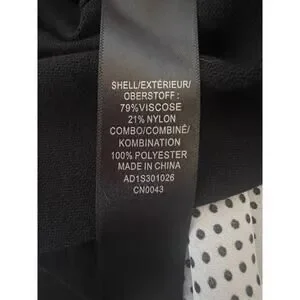 SHELL/EXTÉRIEUR/
OBERSTOFF :
79%VISCOSE
21% NYLON
COMBO/COMBINÉ/
KOMBINATION
100% POLYESTER
MADE IN CHINA
AD1S301026
CN0043